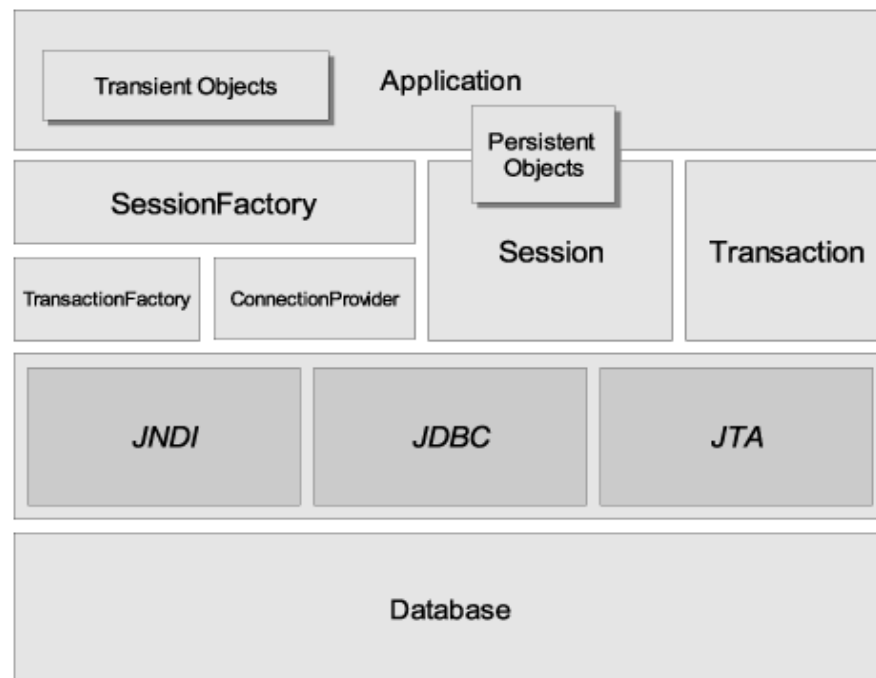 Transient Objects
Application
Persistent
Objects
SessionFactory
Session
Transaction
TransactionFactory
ConnectionProvider
JNDI
JDBC
JTA
Database